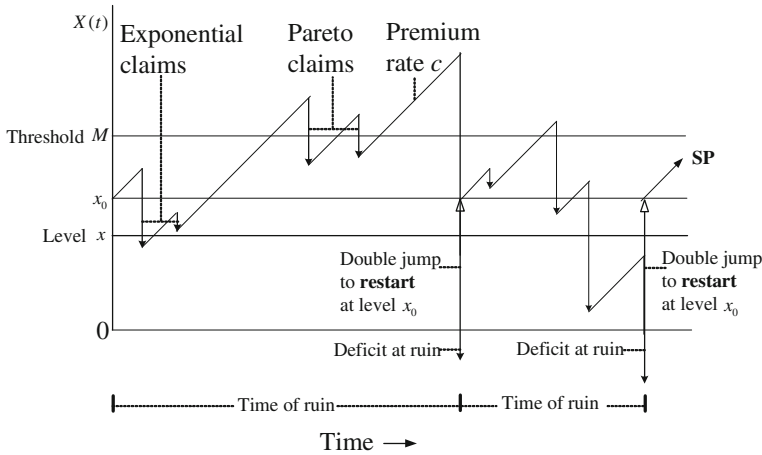 X(t)
Exponential
claims
Pareto
claims
Premium
rate c
Threshold M
SP
x₀
Level x
Double jump
to restart
at level x₀
Double jump
to restart
at level x₀
0
Deficit at ruin
Deficit at ruin
Time of ruin
Time of ruin
Time